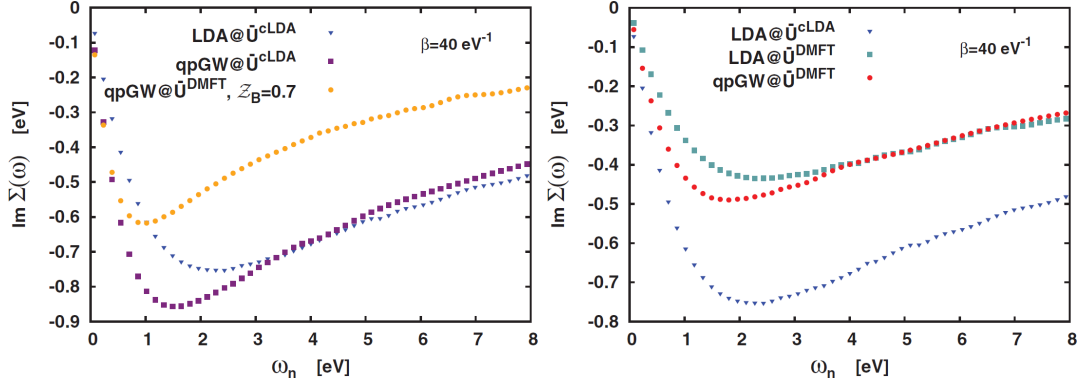 LDA@Ū^cLDA
qpGW@Ū^cLDA
qpGW@Ū^DMFT, Z_B=0.7
β=40 eV^-1
Im Σ(ω) [eV]
-0.1
-0.2
-0.3
-0.4
-0.5
-0.6
-0.7
-0.8
-0.9
0 1 2 3 4 5 6 7 8
ω_n [eV]
LDA@Ū^cLDA
LDA@Ū^DMFT
qpGW@Ū^DMFT
β=40 eV^-1
Im Σ(ω) [eV]
0
-0.1
-0.2
-0.3
-0.4
-0.5
-0.6
-0.7
-0.8
0 1 2 3 4 5 6 7 8
ω_n [eV]